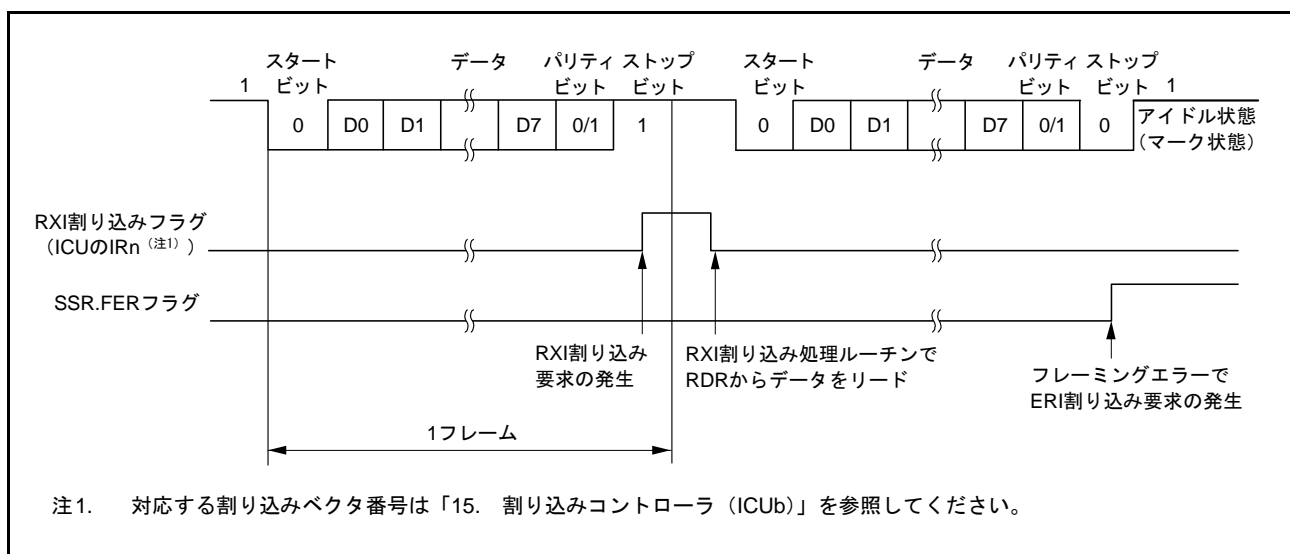 スタート データ パリティ ストップ スタート データ パリティ ストップ
1 ビット ビット ビット ビット ビット ビット 1
0 D0 D1 D7 0/1 1 0 D0 D1 D7 0/1 0 アイドル状態
（マーク状態）
RXI割り込みフラグ
（ICUのIRn（注1））
SSR.FERフラグ
RXI割り込み
要求の発生
RXI割り込み処理ルーチンで
RDRからデータをリード
フレーミングエラーで
ERI割り込み要求の発生
1フレーム
注1. 対応する割り込みベクタ番号は「15. 割り込みコントローラ（ICUb）」を参照してください。